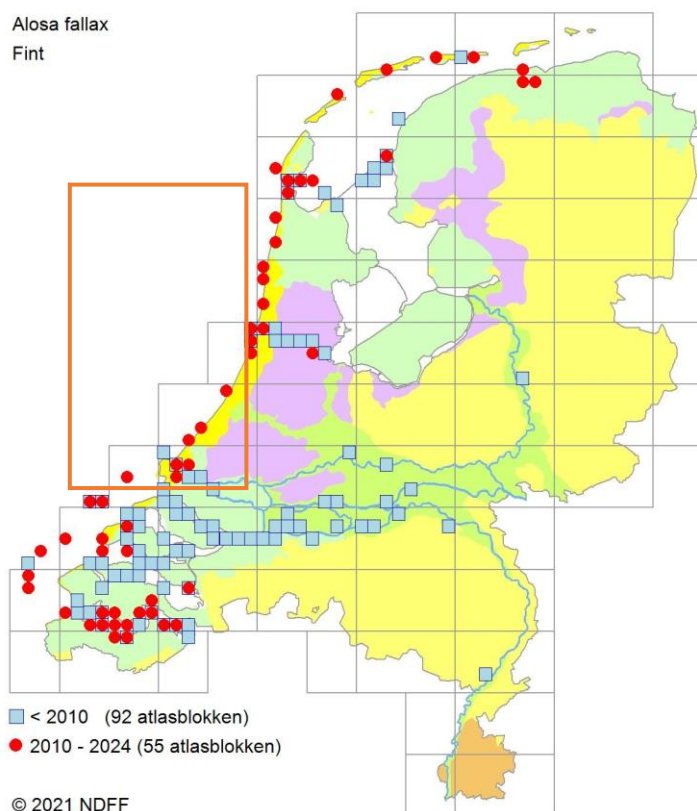 Alosa fallax
Fint
< 2010 (92 atlasblokken)
2010 - 2024 (55 atlasblokken)
© 2021 NDFF